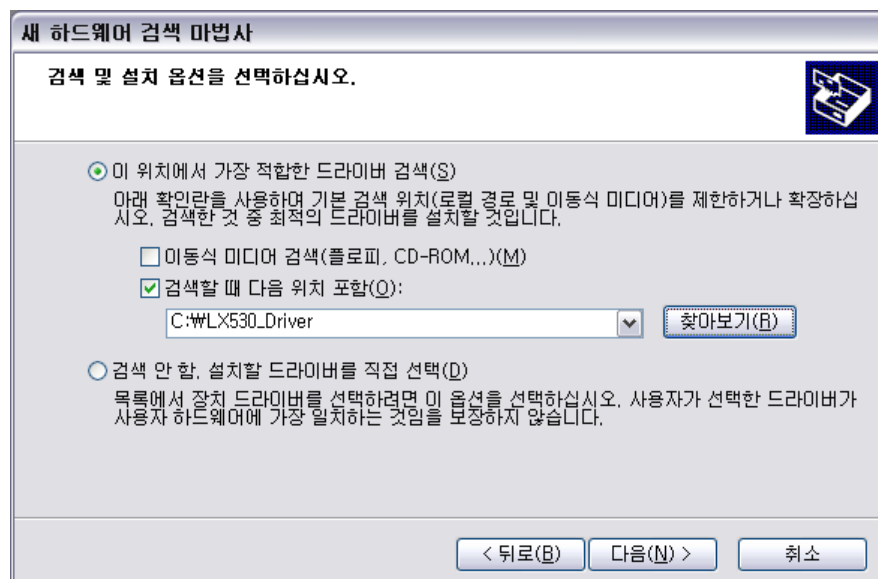 새 하드웨어 검색 마법사
검색 및 설치 옵션을 선택하십시오.
이 위치에서 가장 적합한 드라이버 검색(S)
아래 확인란을 사용하여 기본 검색 위치(로컬 경로 및 이동식 미디어)를 제한하거나 확장하십
시오. 검색한 것 중 최적의 드라이버를 설치할 것입니다.
이동식 미디어 검색(플로피, CD-ROM...)(M)
검색할 때 다음 위치 포함(O):
C:₩LX530_Driver
찾아보기(R)
검색 안 함. 설치할 드라이버를 직접 선택(D)
목록에서 장치 드라이버를 선택하려면 이 옵션을 선택하십시오. 사용자가 선택한 드라이버가
사용자 하드웨어에 가장 일치하는 것임을 보장하지 않습니다.
< 뒤로(B) 다음(N) > 취소